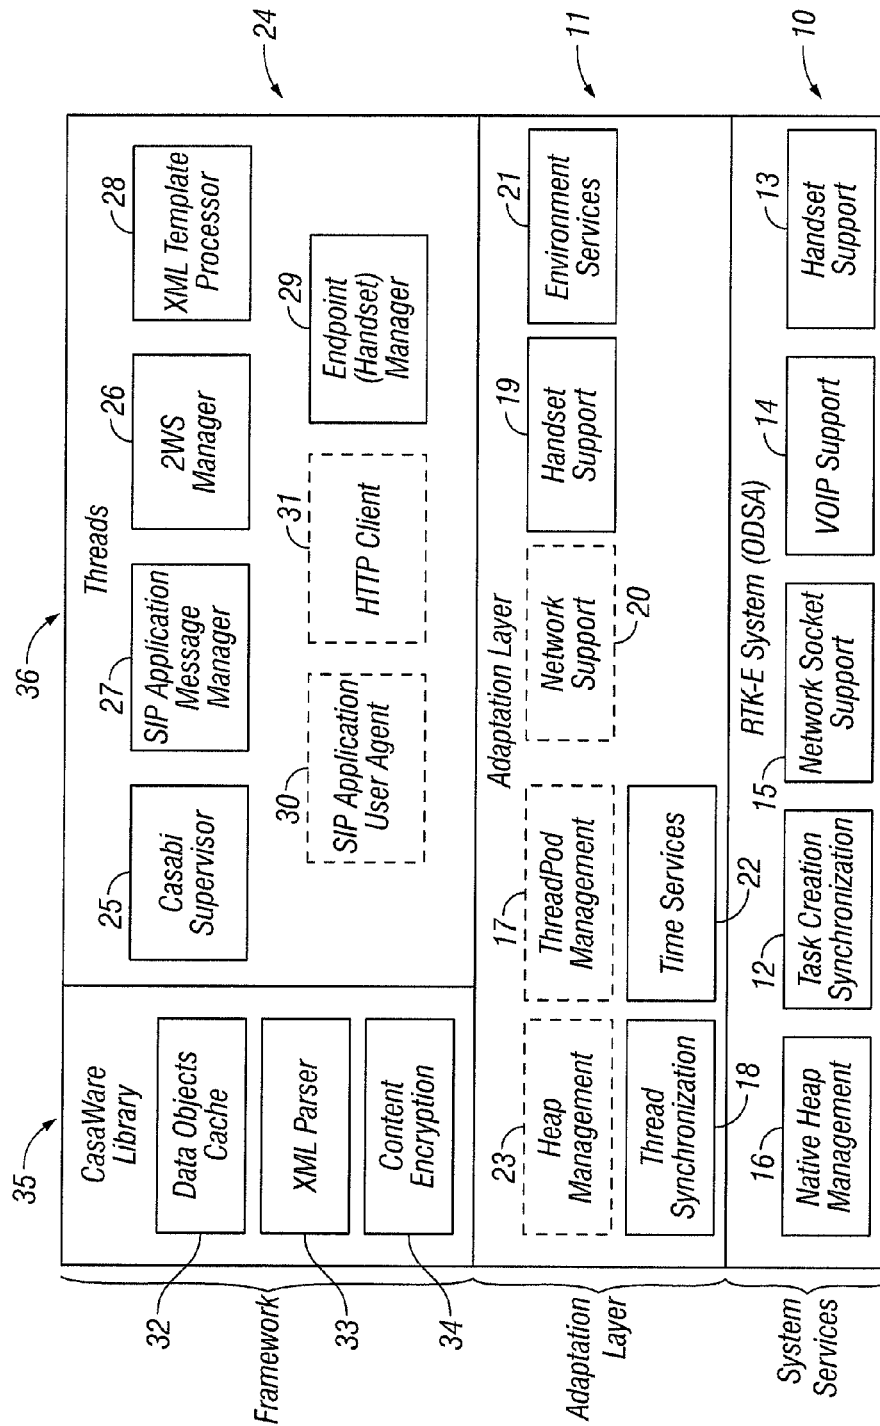 36
35
24
CasaWare
Library
Threads
25
27
26
28
Data Objects
Cache
Casabi
Supervisor
SIP Application
Message
Manager
2WS
Manager
XML Template
Processor
32
XML Parser
33
30
31
29
SIP Application
User Agent
HTTP Client
Endpoint
(Handset)
Manager
Content
Encryption
34
Framework
11
Adaptation Layer
23
17
19
21
Heap
Management
ThreadPod
Management
Network
Support
Handset
Support
Environment
Services
20
Thread
Synchronization
Time Services
18
22
Adaptation
Layer
10
RTK-E System (ODSA)
16
12
15
14
13
Native Heap
Management
Task Creation
Synchronization
Network Socket
Support
VOIP Support
Handset
Support
System
Services